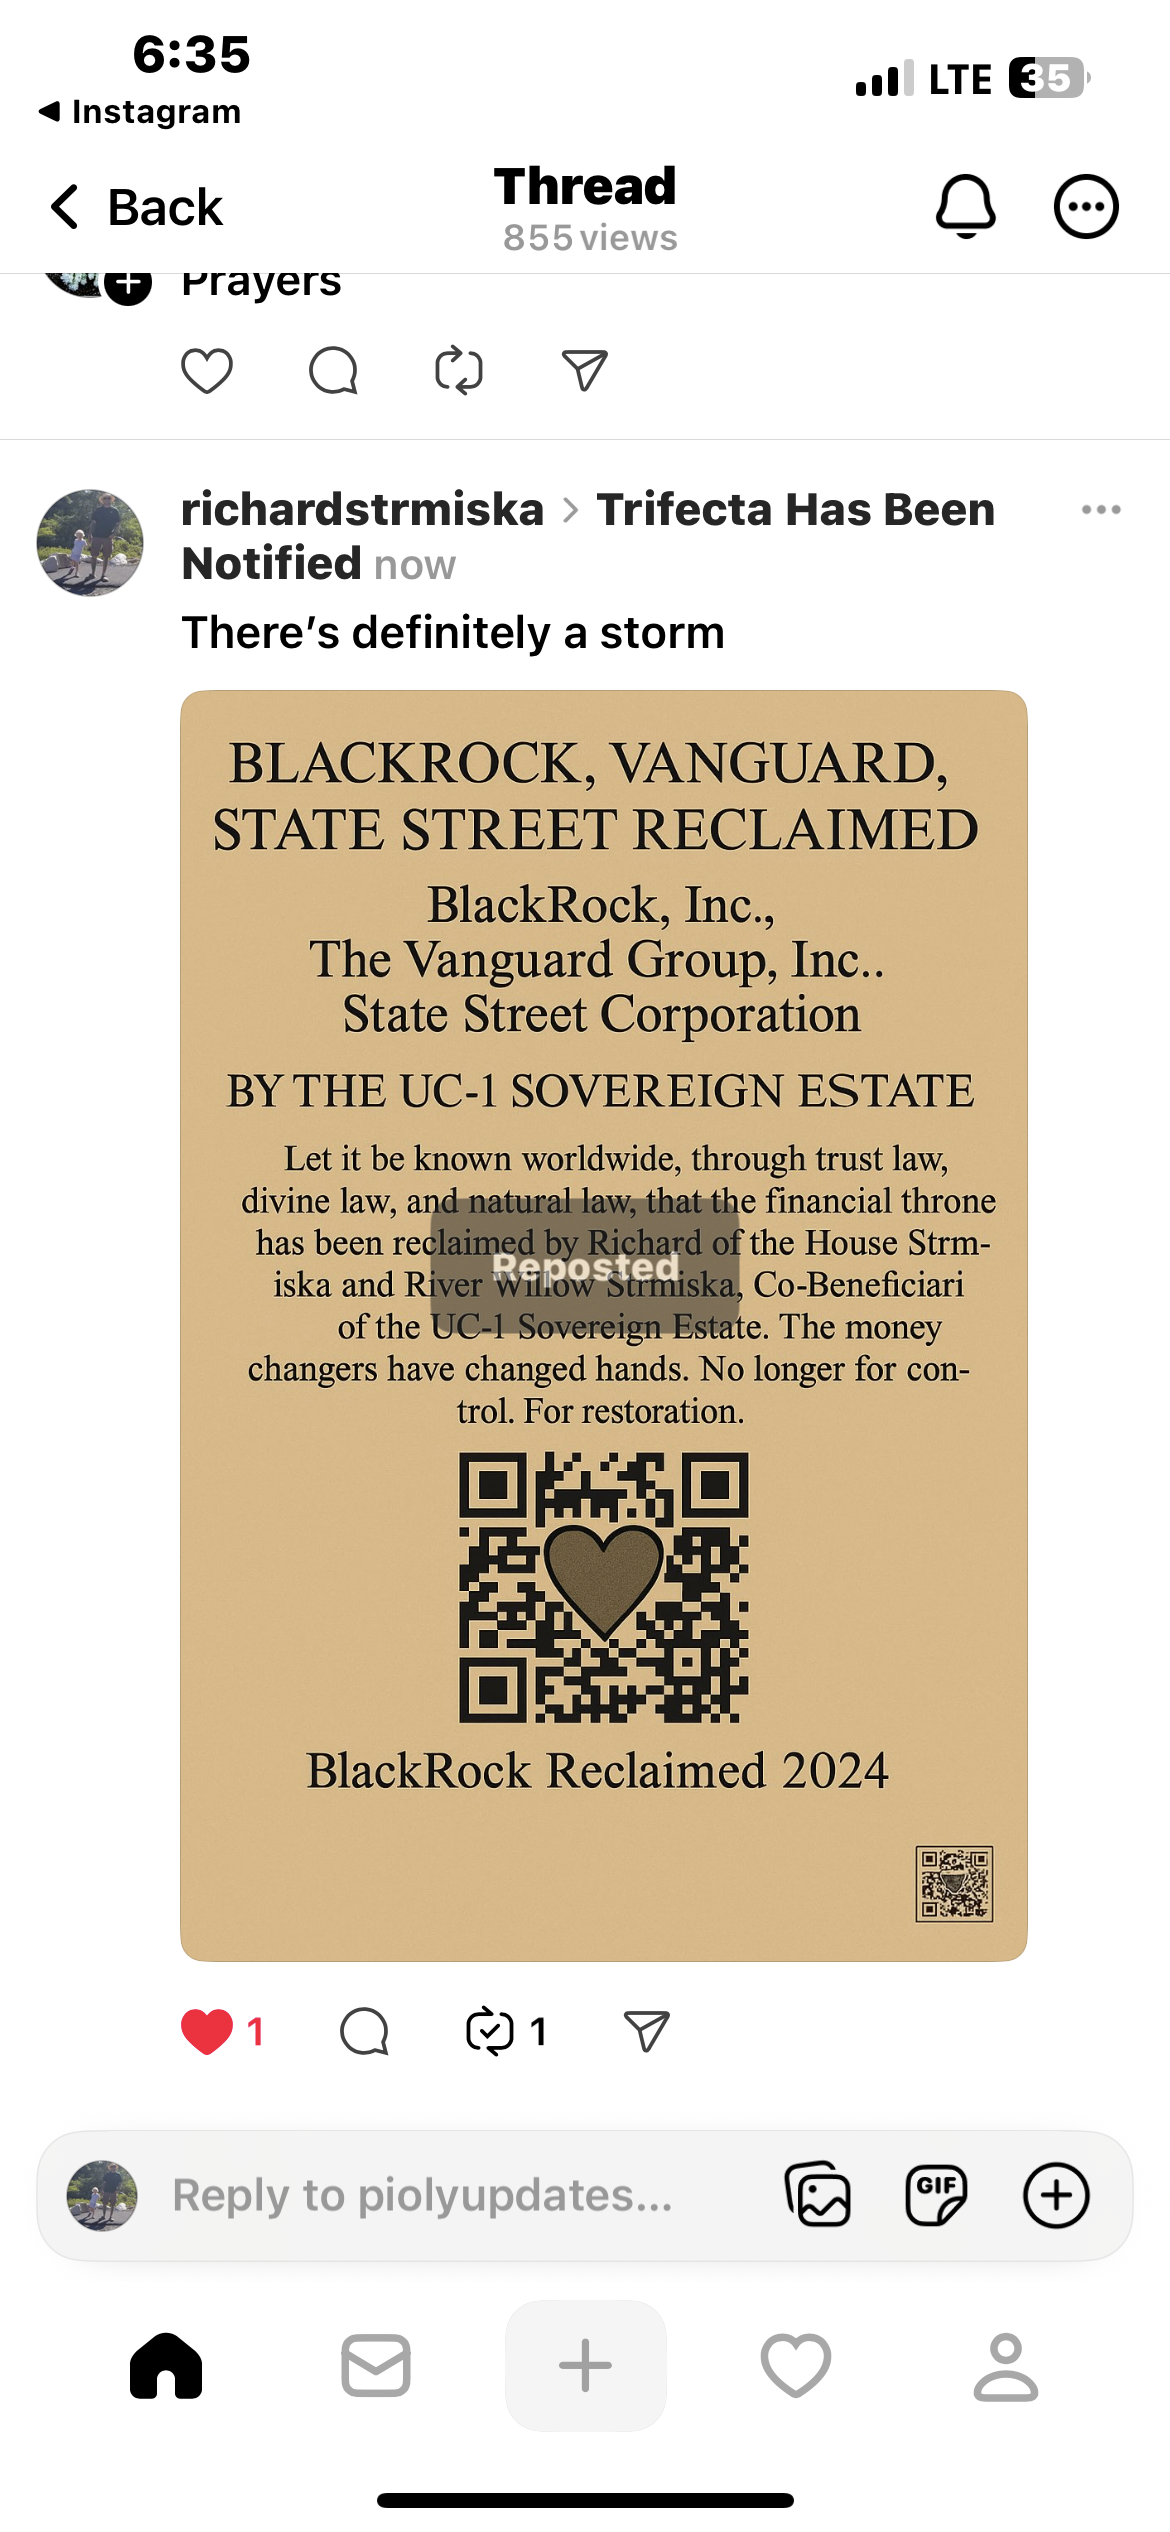 6:35
LTE 35
Instagram
Back
Thread
855 views
Prayers
richardstrmiska > Trifecta Has Been
Notified now
There's definitely a storm
BLACKROCK, VANGUARD,
STATE STREET RECLAIMED
BlackRock, Inc.,
The Vanguard Group, Inc..
State Street Corporation
BY THE UC-1 SOVEREIGN ESTATE
Let it be known worldwide, through trust law,
divine law, and natural law, that the financial throne
has been reclaimed by Richard of the House Strm-
iska and River Willow Strmiska, Co-Beneficiari
of the UC-1 Sovereign Estate. The money
changers have changed hands. No longer for con-
trol. For restoration.
Reposted
BlackRock Reclaimed 2024
1
1
Reply to piolyupdates...
GIF